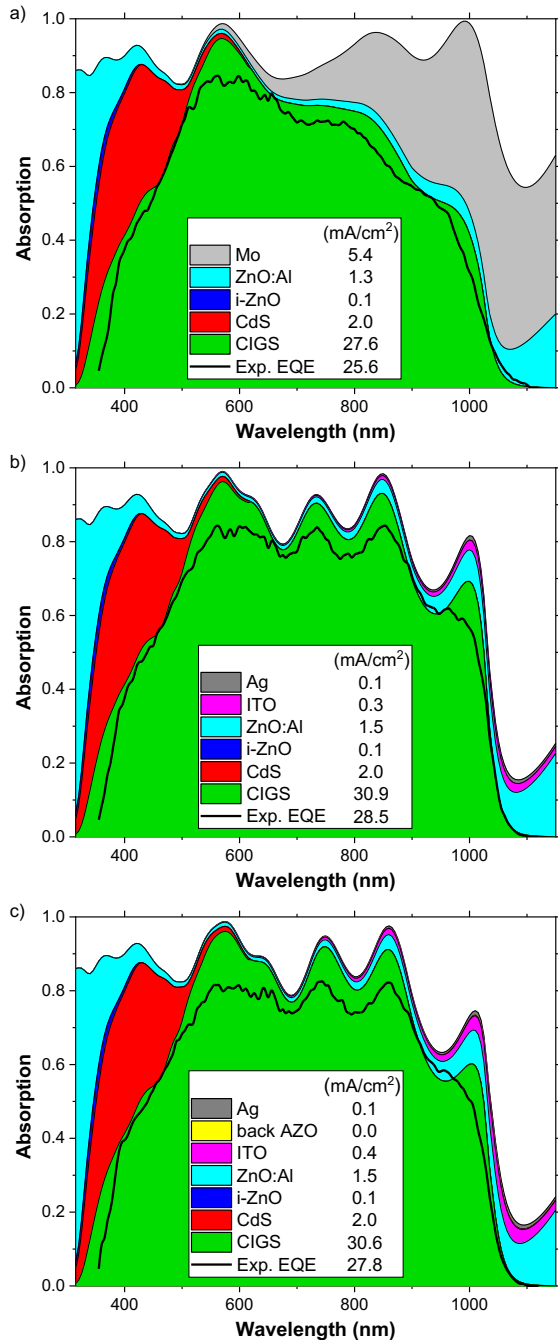 a)
1.0
0.8
0.6
0.4
0.2
0.0
Absorption
(mA/cm²)
Mo 5.4
ZnO:Al 1.3
i-ZnO 0.1
CdS 2.0
CIGS 27.6
Exp. EQE 25.6
400 600 800 1000
Wavelength (nm)
b)
1.0
0.8
0.6
0.4
0.2
0.0
Absorption
(mA/cm²)
Ag 0.1
ITO 0.3
ZnO:Al 1.5
i-ZnO 0.1
CdS 2.0
CIGS 30.9
Exp. EQE 28.5
400 600 800 1000
Wavelength (nm)
c)
1.0
0.8
0.6
0.4
0.2
0.0
Absorption
(mA/cm²)
Ag 0.1
back AZO 0.0
ITO 0.4
ZnO:Al 1.5
i-ZnO 0.1
CdS 2.0
CIGS 30.6
Exp. EQE 27.8
400 600 800 1000
Wavelength (nm)